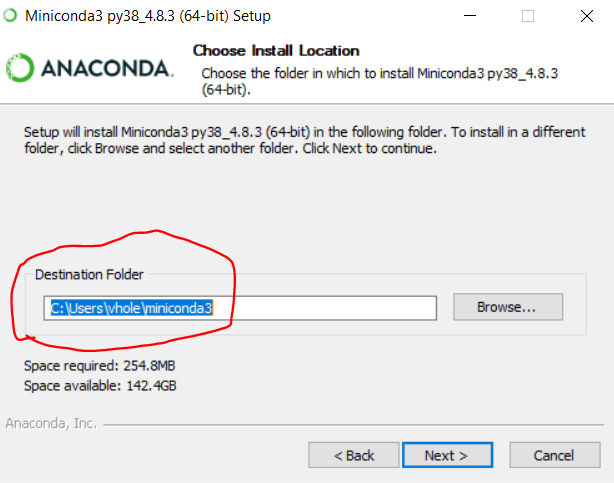 Miniconda3 py38_4.8.3 (64-bit) Setup
ANACONDA.
Choose Install Location
Choose the folder in which to install Miniconda3 py38_4.8.3
(64-bit).
Setup will install Miniconda3 py38_4.8.3 (64-bit) in the following folder. To install in a different
folder, click Browse and select another folder. Click Next to continue.
Destination Folder
C:\Users\vhole\miniconda3
Browse...
Space required: 254.8MB
Space available: 142.4GB
Anaconda, Inc.
< Back
Next >
Cancel